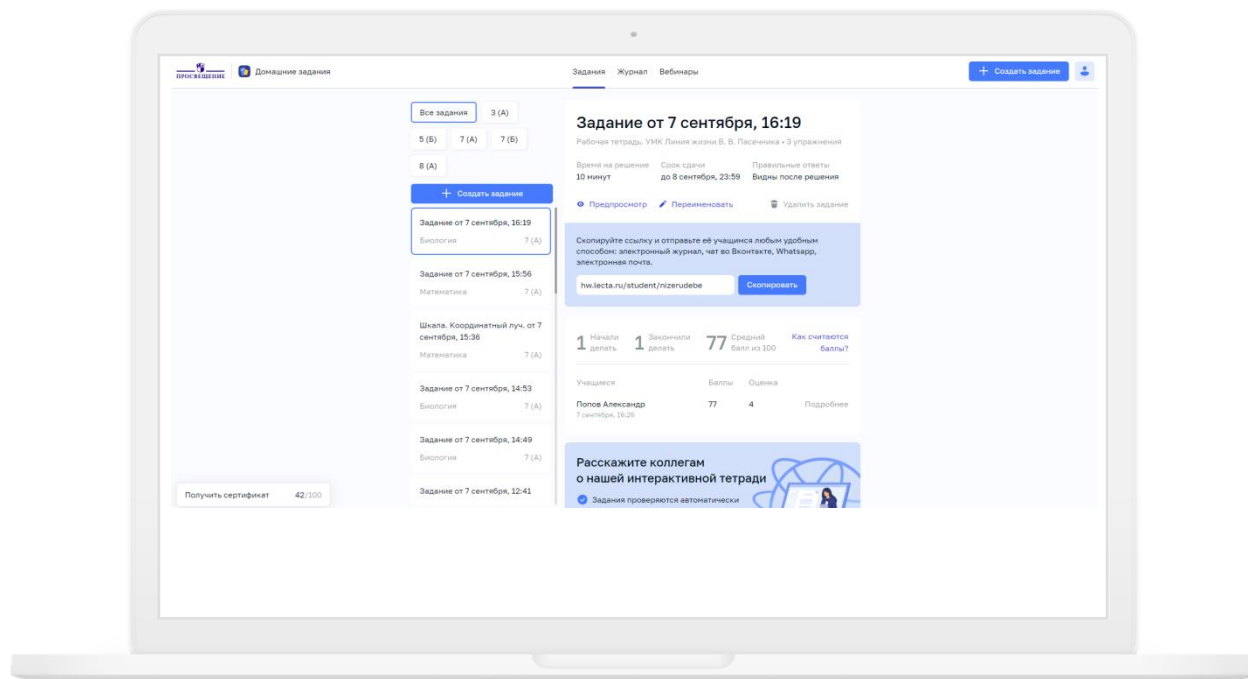 ПРОСВЕЩЕНИЕ
Домашние задания
Задания Журнал Вебинары
+ Создать задание
Все задания 3 (А)
5 (Б) 7 (А) 7 (Б)
8 (А)
+ Создать задание
Задание от 7 сентября, 16:19
Биология 7 (А)
Задание от 7 сентября, 15:56
Математика 7 (А)
Шкала. Координатный луч. от 7
сентября, 15:36
Математика 7 (А)
Задание от 7 сентября, 14:53
Биология 7 (А)
Задание от 7 сентября, 14:49
Биология 7 (А)
Задание от 7 сентября, 12:41
Получить сертификат 42/100
Задание от 7 сентября, 16:19
Рабочая тетрадь. УМК Линия жизни В. В. Пасечника • 3 упражнения
Время на решение Срок сдачи Правильные ответы
10 минут до 8 сентября, 23:59 Видны после решения
Предпросмотр Переименовать Удалить задание
Скопируйте ссылку и отправьте её учащимся любым удобным
способом: электронный журнал, чат во Вконтакте, Whatsapp,
электронная почта.
hw.lecta.ru/student/nizerudebe Скопировать
1 Начали делать 1 Закончили делать 77 Средний балл из 100 Как считаются баллы?
Учащиеся Баллы Оценка
Попов Александр 77 4 Подробнее
7 сентября, 16:26
Расскажите коллегам
о нашей интерактивной тетради
Задания проверяются автоматически